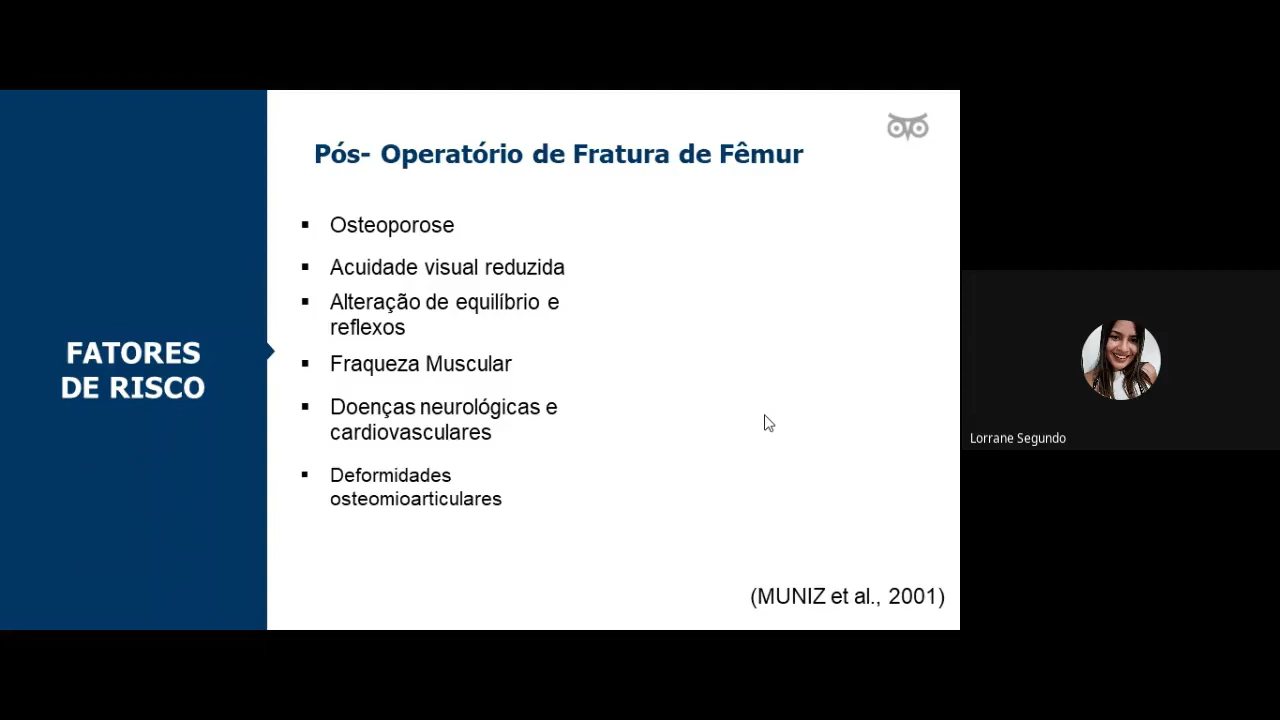 Pós- Operatório de Fratura de Fêmur
FATORES
DE RISCO
▪ Osteoporose
▪ Acuidade visual reduzida
▪ Alteração de equilíbrio e
reflexos
▪ Fraqueza Muscular
▪ Doenças neurológicas e
cardiovasculares
▪ Deformidades
osteomioarticulares
(MUNIZ et al., 2001)
Lorrane Segundo